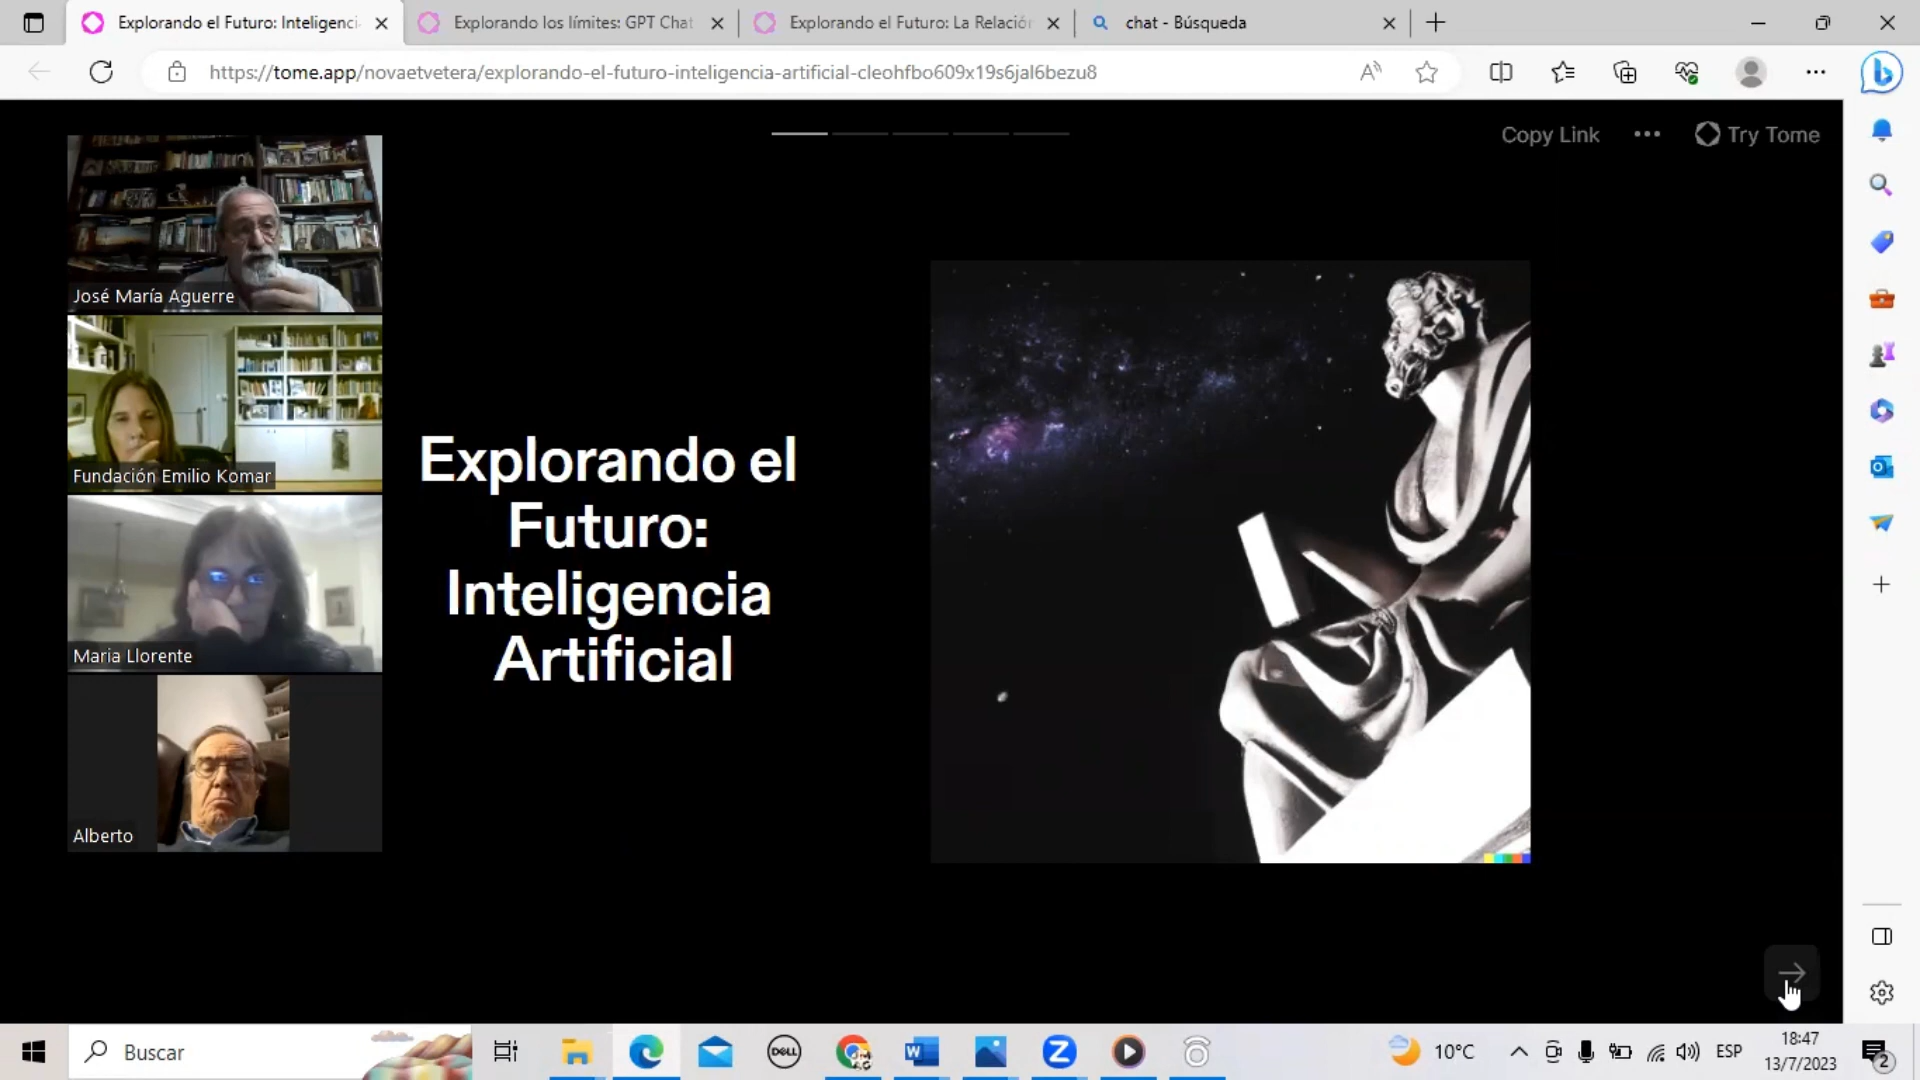 Explorando el Futuro: Inteligenci
Explorando los límites: GPT Chat
Explorando el Futuro: La Relación
chat - Búsqueda
https://tome.app/novaetvetera/explorando-el-futuro-inteligencia-artificial-cleohfbo609x19s6jal6bezu8
Copy Link
Try Tome
José María Aguerre
Fundación Emilio Komar
Maria Llorente
Alberto
Explorando el
Futuro:
Inteligencia
Artificial
Buscar
DELL
10°C
ESP
18:47
13/7/2023
2